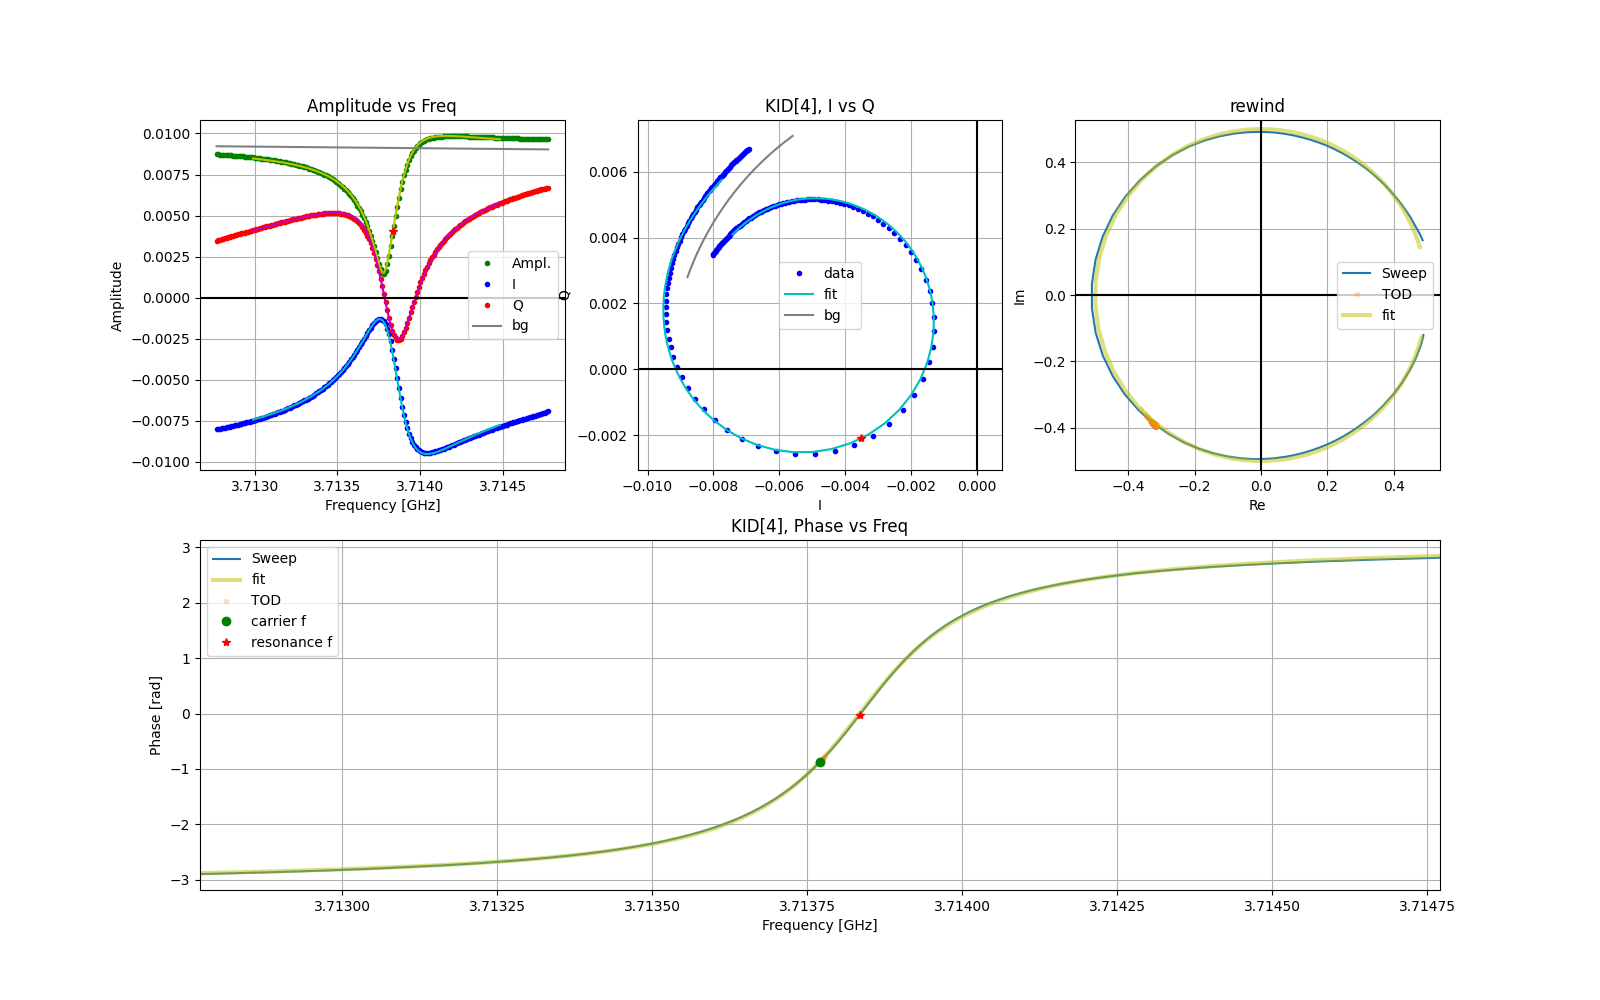 Amplitude vs Freq
0.0100
0.0075
0.0050
0.0025
0.0000
−0.0025
−0.0050
−0.0075
−0.0100
Amplitude
Ampl.
I
Q
bg
3.7130
3.7135
3.7140
3.7145
Frequency [GHz]
KID[4], I vs Q
0.006
0.004
0.002
0.000
−0.002
Q
data
fit
bg
−0.010
−0.008
−0.006
−0.004
−0.002
0.000
I
rewind
0.4
0.2
0.0
−0.2
−0.4
Im
Sweep
TOD
fit
−0.4
−0.2
0.0
0.2
0.4
Re
KID[4], Phase vs Freq
3
2
1
0
−1
−2
−3
Phase [rad]
Sweep
fit
TOD
carrier f
resonance f
3.71300
3.71325
3.71350
3.71375
3.71400
3.71425
3.71450
3.71475
Frequency [GHz]